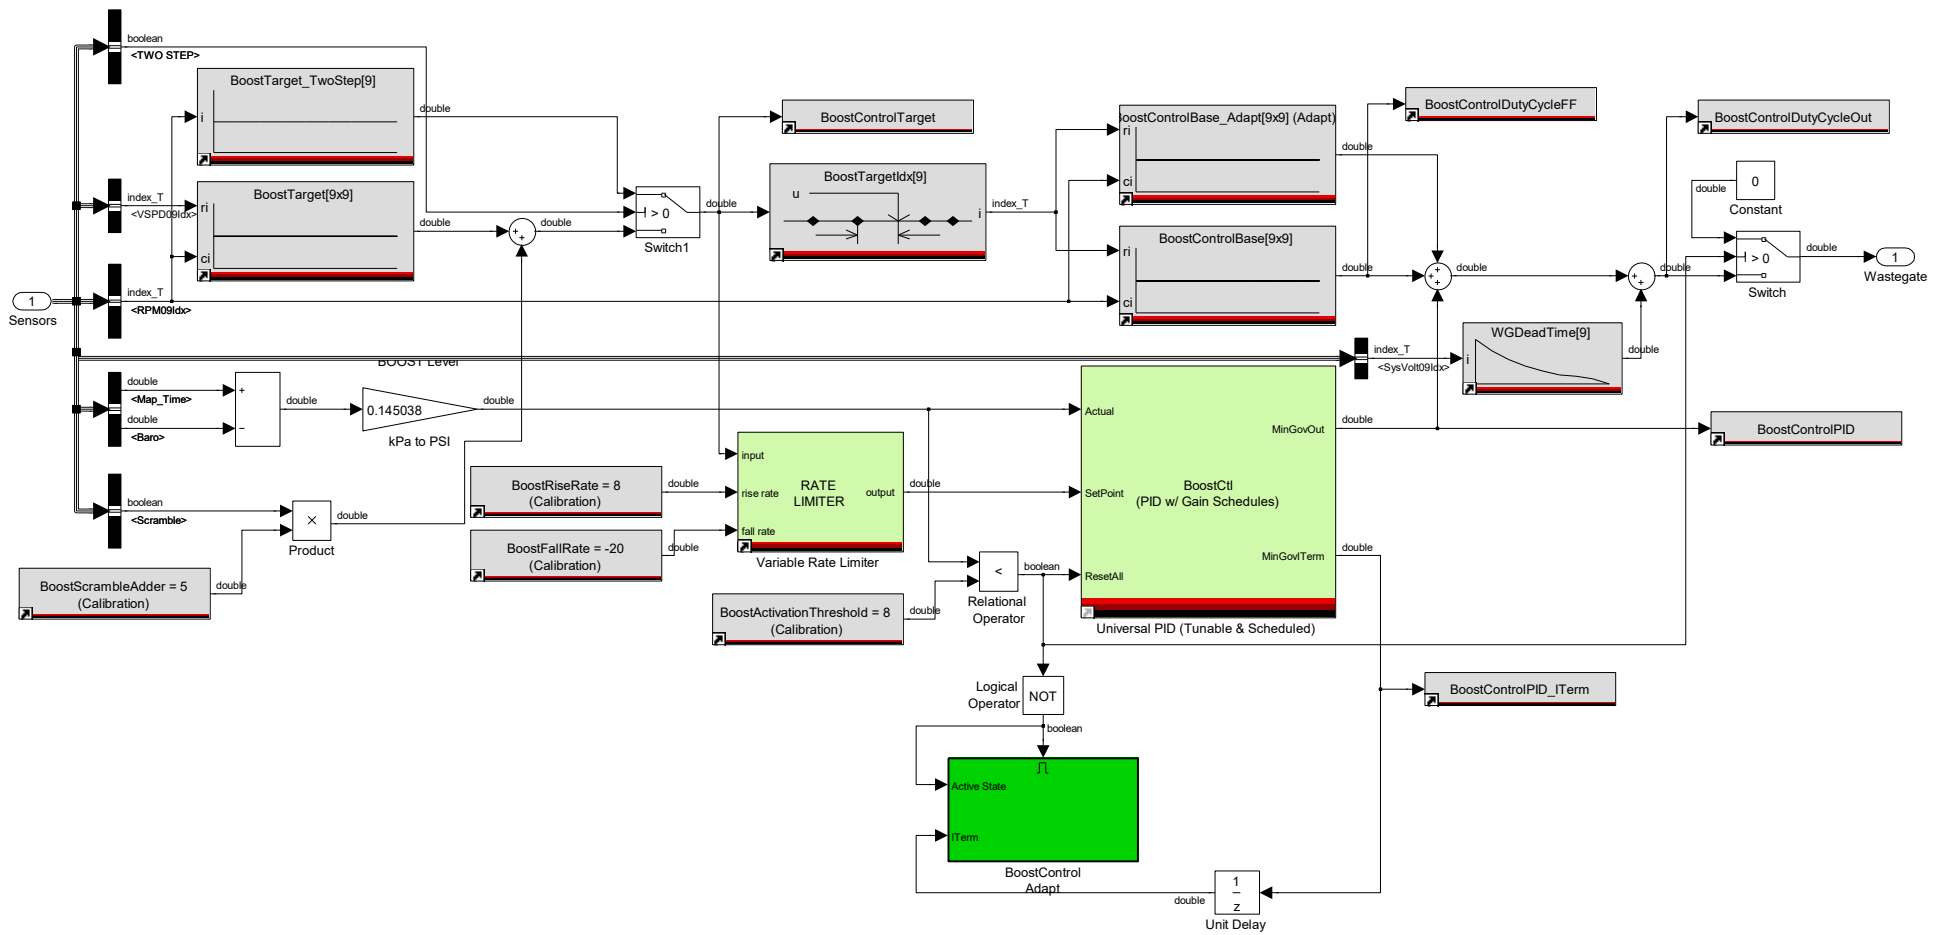 boolean
<TWO STEP>
BoostTarget_TwoStep[9]
i
double
index_T
<VSPD09Idx>
BoostTarget[9x9]
ri
ci
double
index_T
<RPM09Idx>
1
Sensors
+
+
double
> 0
Switch1
double
BoostControlTarget
BoostTargetIdx[9]
u
i
index_T
BoostControlBase_Adapt[9x9] (Adapt)
ri
ci
double
BoostControlBase[9x9]
ri
ci
double
BoostControlDutyCycleFF
+
+
+
double
+
+
double
BoostControlDutyCycleOut
0
Constant
double
> 0
Switch
double
1
Wastegate
index_T
<SysVolt09Idx>
WGDeadTime[9]
i
double
BOOST Level
double
<Map_Time>
double
<Baro>
+
−
double
0.145038
kPa to PSI
double
boolean
<Scramble>
×
Product
double
BoostScrambleAdder = 5
(Calibration)
double
BoostRiseRate = 8
(Calibration)
double
BoostFallRate = -20
(Calibration)
double
input
rise rate
fall rate
RATE
LIMITER
output
Variable Rate Limiter
double
BoostActivationThreshold = 8
(Calibration)
double
<
Relational
Operator
boolean
Actual
SetPoint
ResetAll
BoostCtl
(PID w/ Gain Schedules)
MinGovOut
MinGovITerm
Universal PID (Tunable & Scheduled)
double
BoostControlPID
double
BoostControlPID_ITerm
Logical
Operator
NOT
boolean
Active State
ITerm
BoostControl
Adapt
double
1
z
Unit Delay